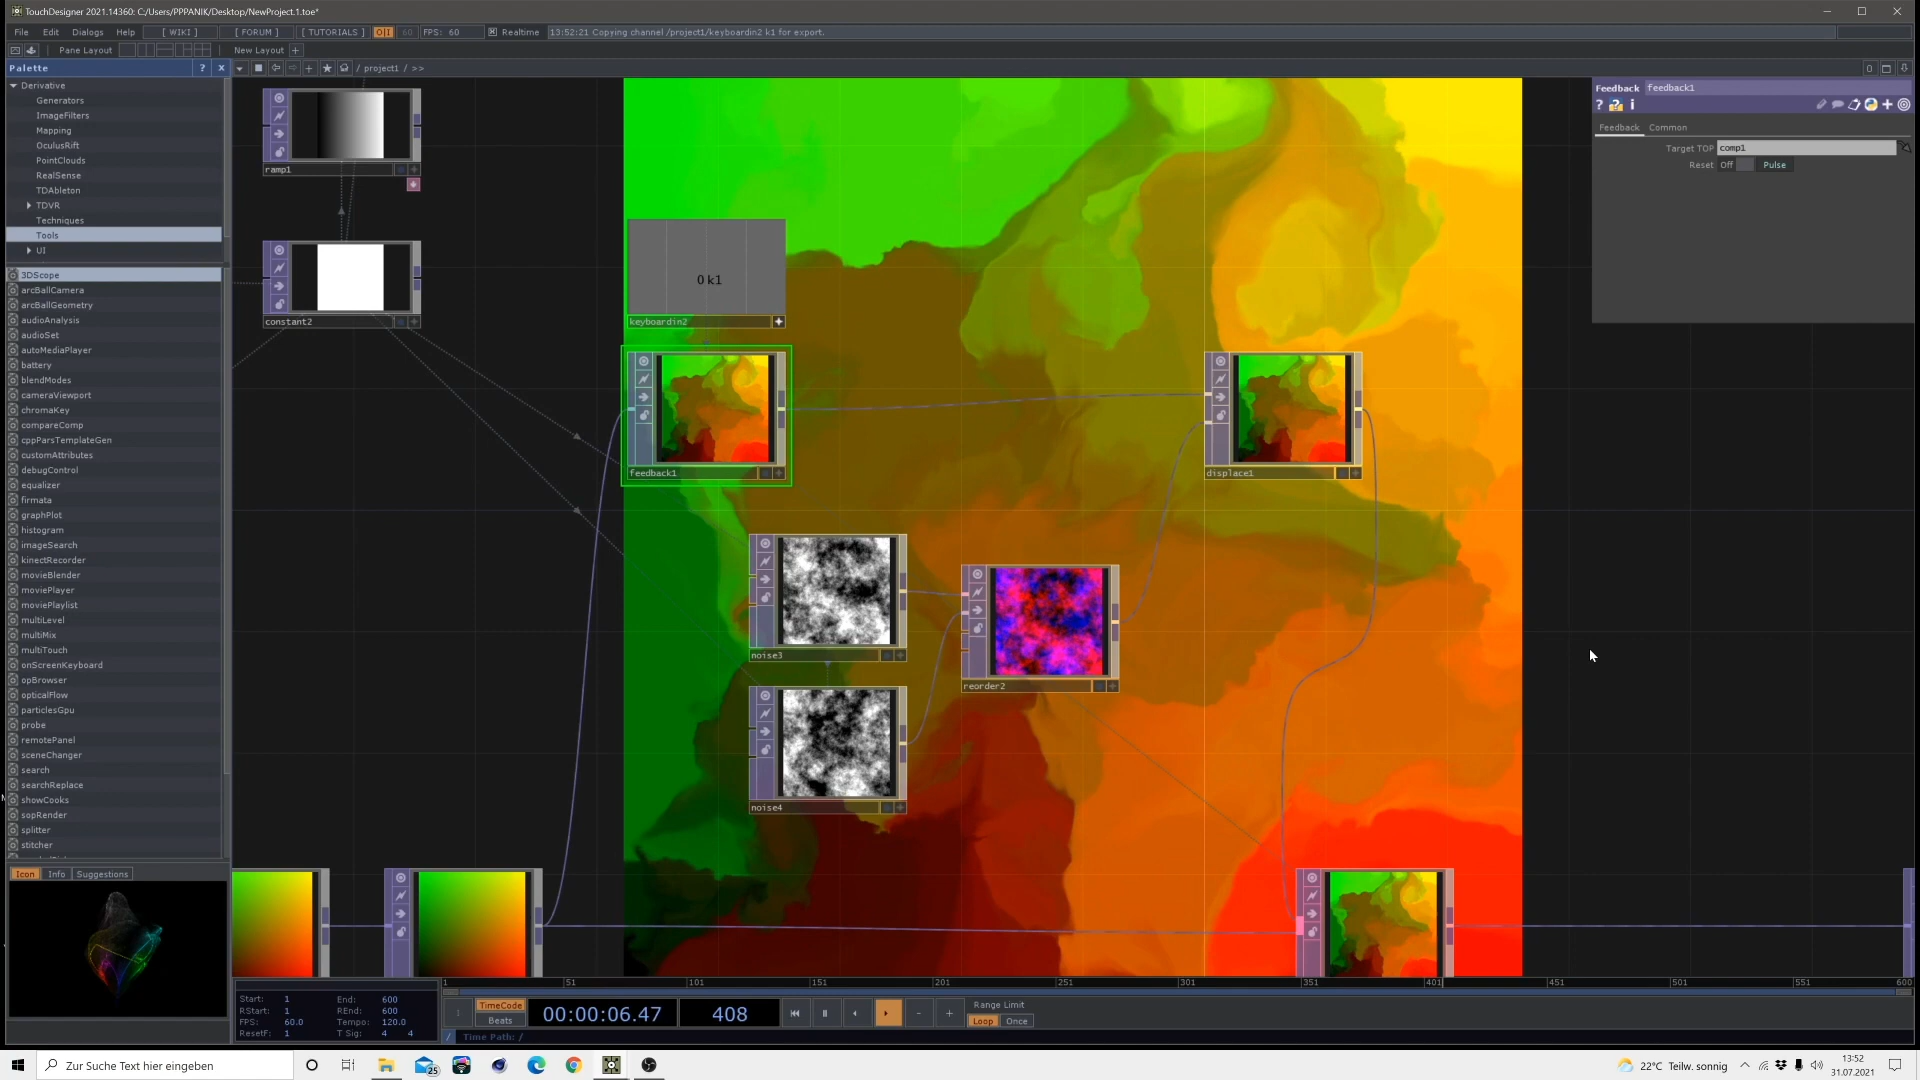 TouchDesigner 2021.14360: C:/Users/PPPANIK/Desktop/NewProject.1.toe*
File Edit Dialogs Help [ WIKI ] [ FORUM ] [ TUTORIALS ] O|I 60 FPS: 60 Realtime 13:52:21 Copying channel /project1/keyboardin2 k1 for export.
Pane Layout New Layout +
Palette ? x
/ project1 / >>
0
Derivative
Generators
ImageFilters
Mapping
OculusRift
PointClouds
RealSense
TDAbleton
TDVR
Techniques
Tools
UI
3DScope
arcBallCamera
arcBallGeometry
audioAnalysis
audioSet
autoMediaPlayer
battery
blendModes
cameraViewport
chromaKey
compareComp
cppParsTemplateGen
customAttributes
debugControl
equalizer
firmata
graphPlot
histogram
imageSearch
kinectRecorder
movieBlender
moviePlayer
moviePlaylist
multiLevel
multiMix
multiTouch
onScreenKeyboard
opBrowser
opticalFlow
particlesGpu
probe
remotePanel
sceneChanger
search
searchReplace
showCooks
sopRender
splitter
stitcher
Icon Info Suggestions
ramp1
constant2
0 k1
keyboardin2
feedback1
displace1
noise3
reorder2
noise4
Feedback feedback1
? i
Feedback Common
Target TOP comp1
Reset Off Pulse
1 51 101 151 201 251 301 351 401 451 501 551 600
Start: 1 End: 600
RStart: 1 REnd: 600
FPS: 60.0 Tempo: 120.0
ResetF: 1 T Sig: 4 4
TimeCode
Beats
00:00:06.47
408
- +
Range Limit
Loop Once
/ Time Path: /
Zur Suche Text hier eingeben
25
22°C Teilw. sonnig
13:52
31.07.2021